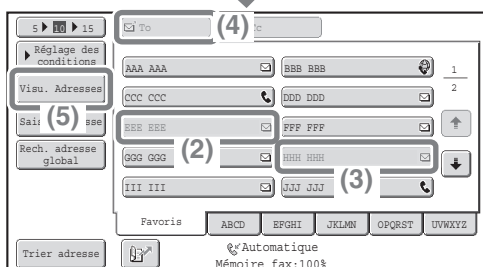 5 10 15
To
(4)
Cc
Réglage des
conditions
AAA AAA
BBB BBB
1
2
Visu. Adresses
CCC CCC
DDD DDD
(5)
EEE EEE
(2)
FFF FFF
Rech. adresse
global
GGG GGG
HHH HHH
(3)
III III
JJJ JJJ
Favoris
ABCD
EFGHI
JKLMN
OPQRST
UVWXYZ
Trier adresse
Automatique
Mémoire fax:100%